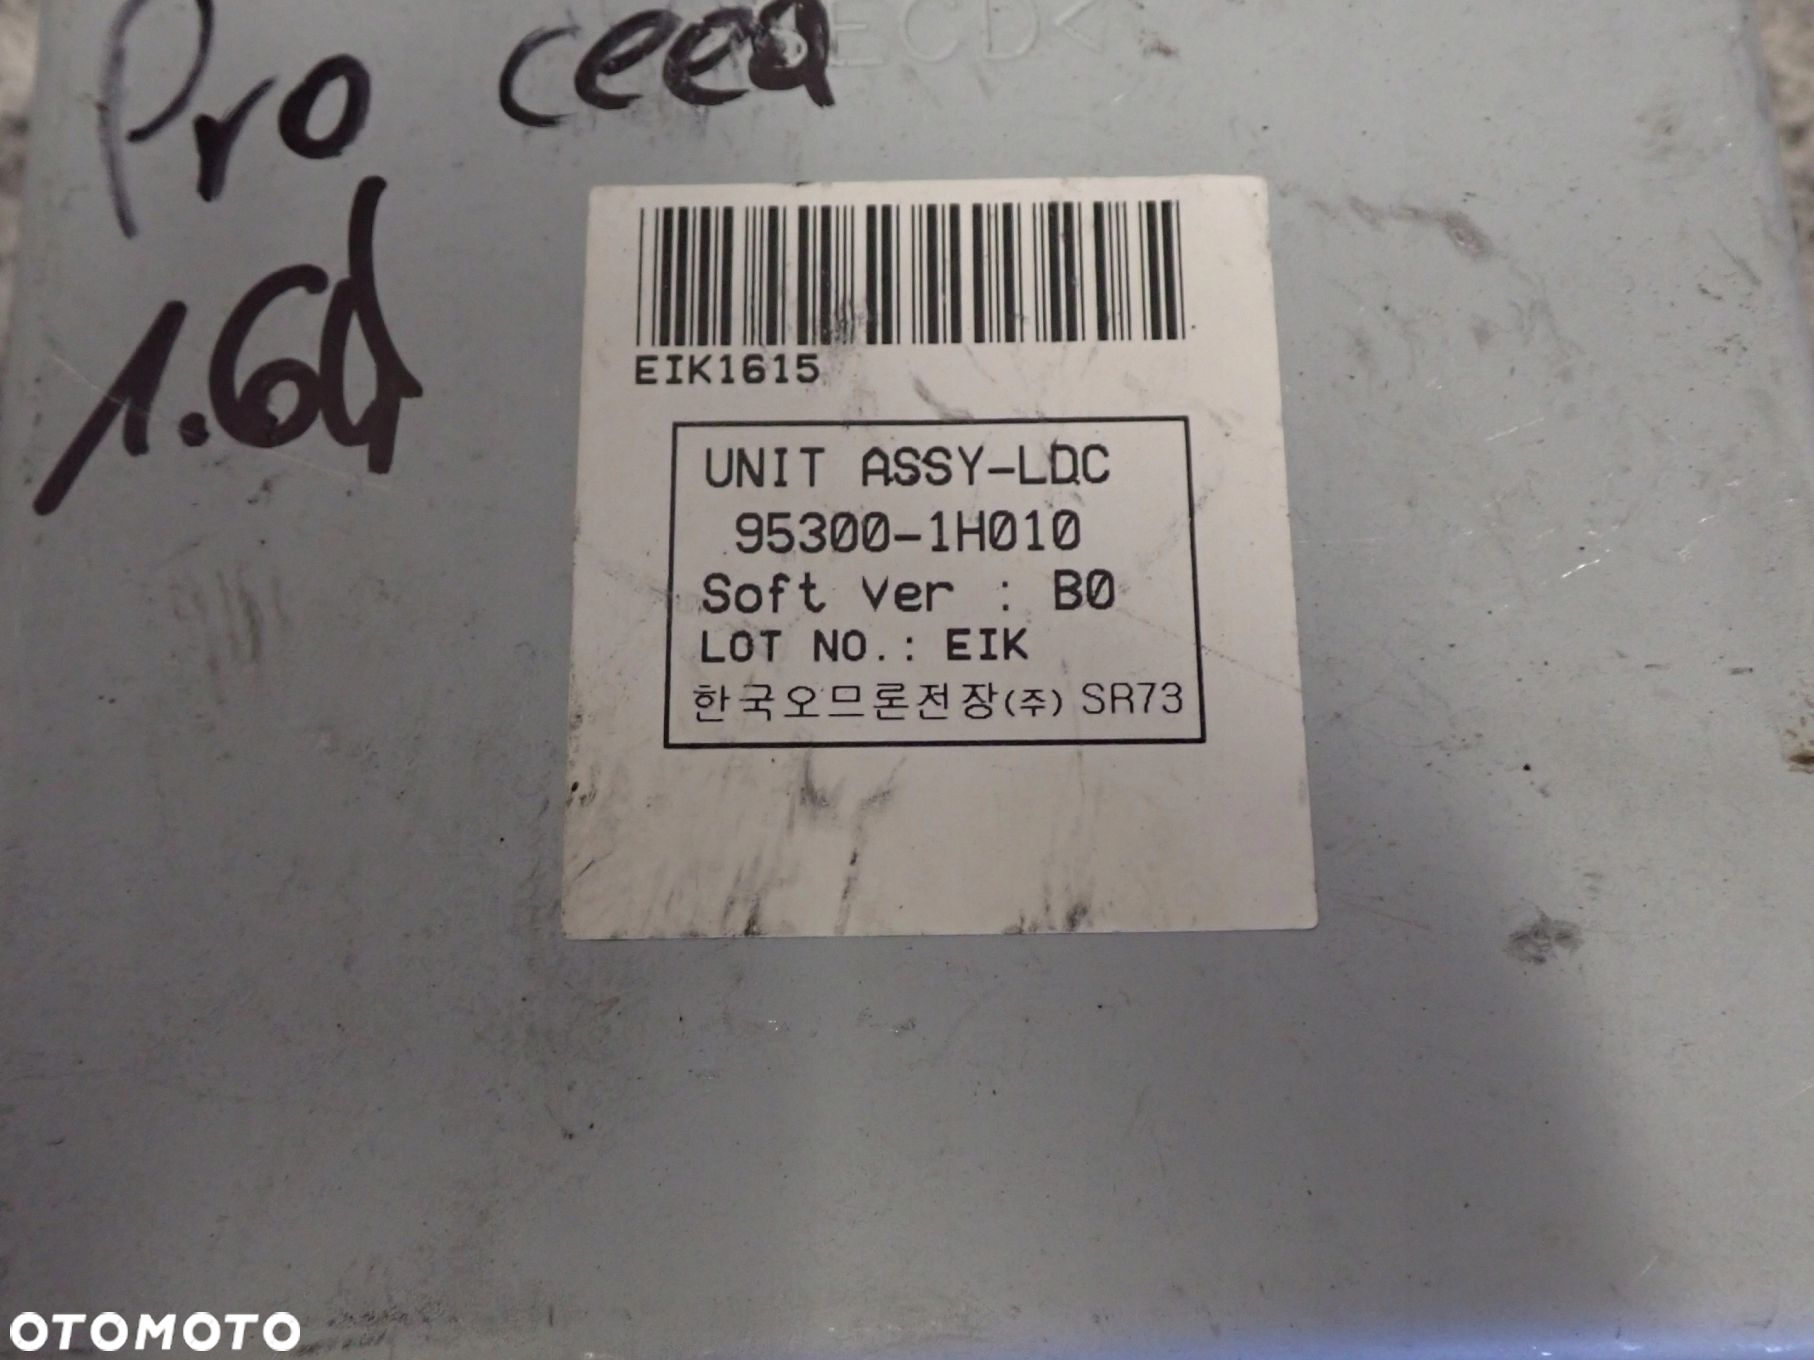 Pro ceed
ECD<
1.6d
EIK1615
UNIT ASSY-LDC
95300-1H010
Soft Ver : B0
LOT NO.: EIK
한국오므론전장(주) SR73
OTOMOTO